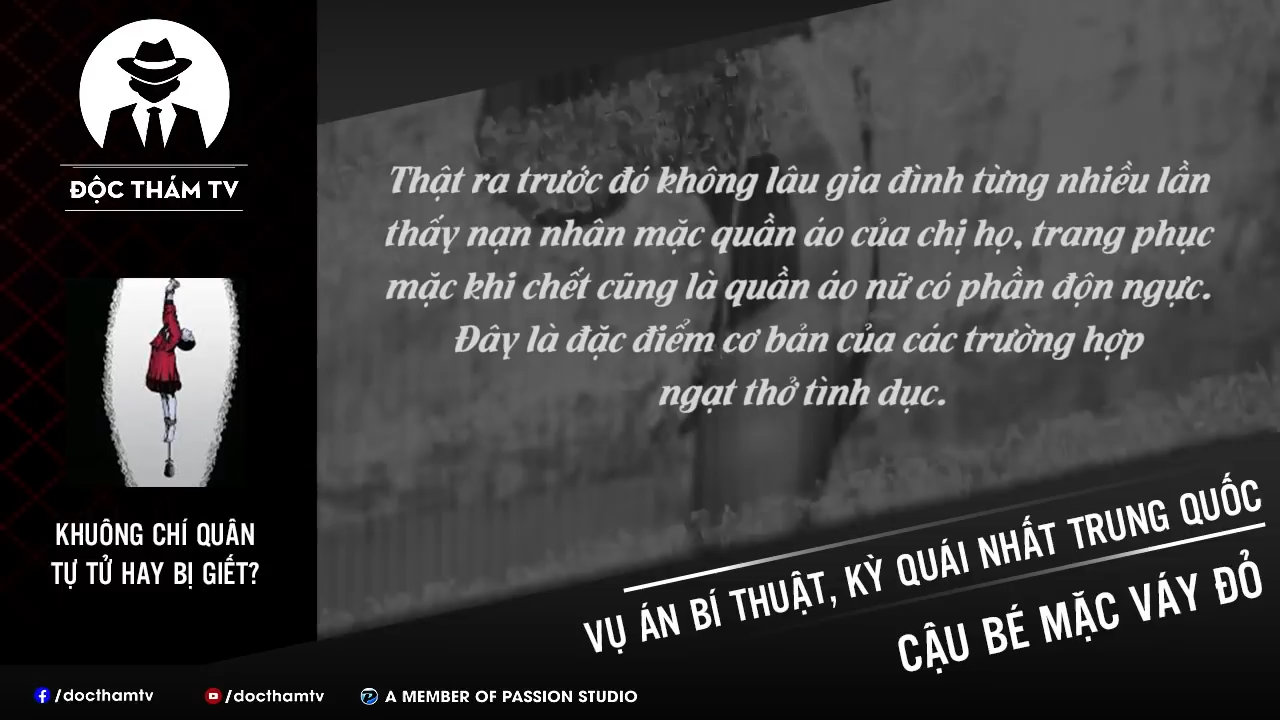 ĐỘC THÁM TV
KHUÔNG CHÍ QUÂN
TỰ TỬ HAY BỊ GIẾT?
Thật ra trước đó không lâu gia đình từng nhiều lần
thấy nạn nhân mặc quần áo của chị họ, trang phục
mặc khi chết cũng là quần áo nữ có phần độn ngực.
Đây là đặc điểm cơ bản của các trường hợp
ngạt thở tình dục.
VỤ ÁN BÍ THUẬT, KỲ QUÁI NHẤT TRUNG QUỐC
CẬU BÉ MẶC VÁY ĐỎ
/docthamtv
/docthamtv
A MEMBER OF PASSION STUDIO